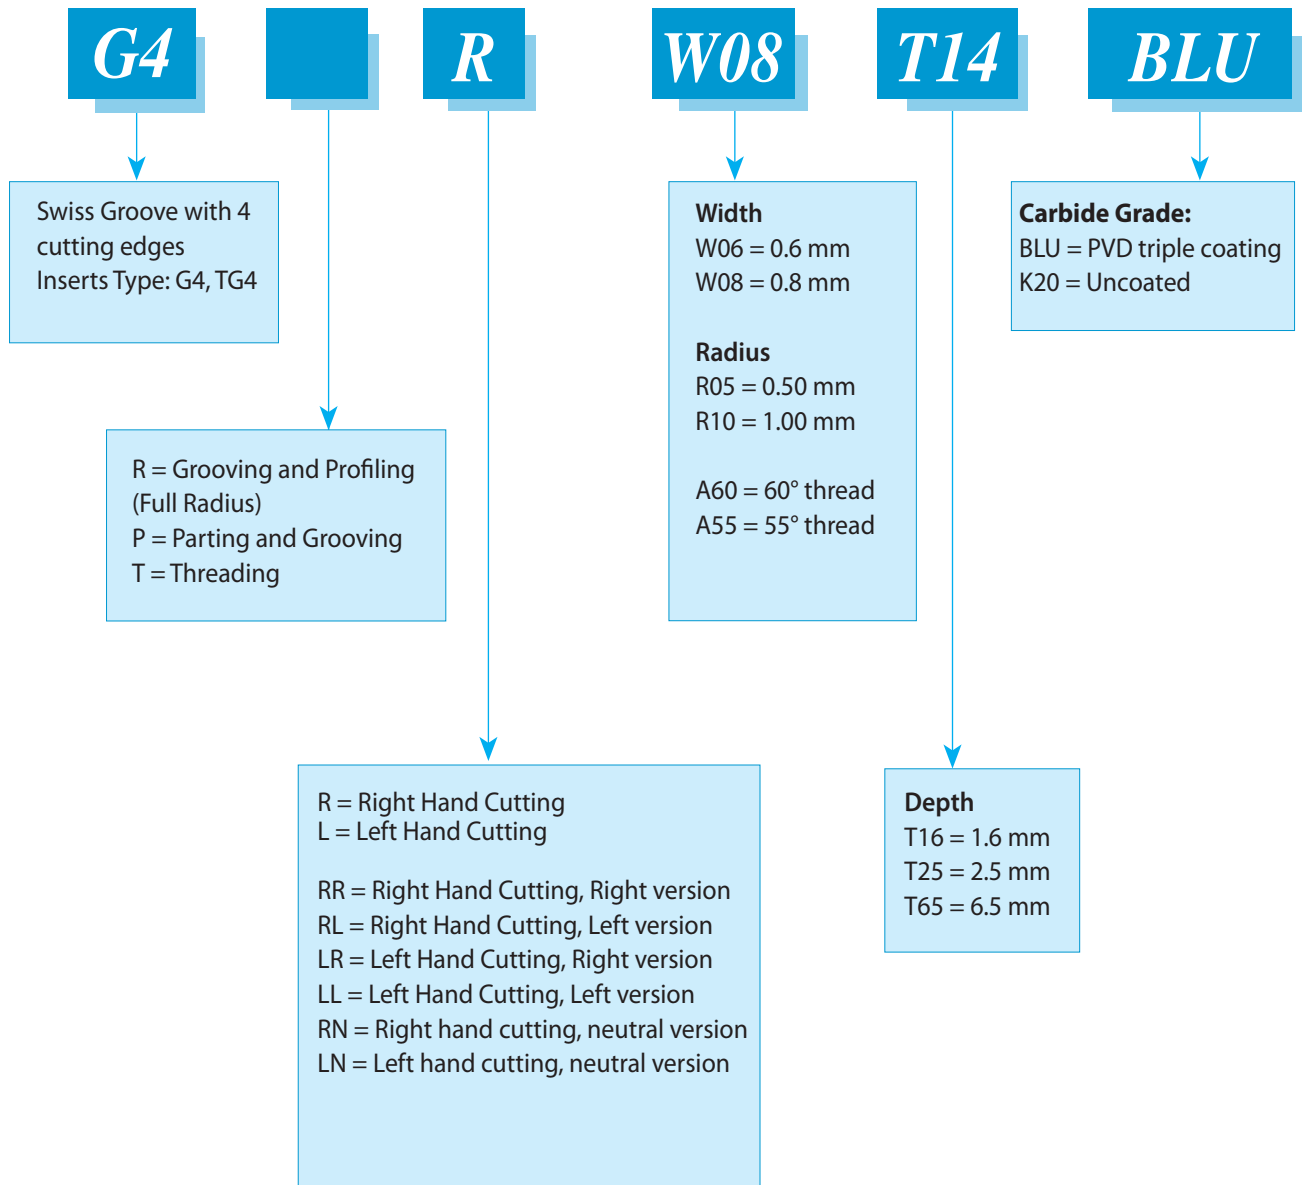 G4 R W08 T14 BLU
Swiss Groove with 4
cutting edges
Inserts Type: G4, TG4
R = Grooving and Profiling
(Full Radius)
P = Parting and Grooving
T = Threading
R = Right Hand Cutting
L = Left Hand Cutting
RR = Right Hand Cutting, Right version
RL = Right Hand Cutting, Left version
LR = Left Hand Cutting, Right version
LL = Left Hand Cutting, Left version
RN = Right hand cutting, neutral version
LN = Left hand cutting, neutral version
Width
W06 = 0.6 mm
W08 = 0.8 mm
Radius
R05 = 0.50 mm
R10 = 1.00 mm
A60 = 60° thread
A55 = 55° thread
Depth
T16 = 1.6 mm
T25 = 2.5 mm
T65 = 6.5 mm
Carbide Grade:
BLU = PVD triple coating
K20 = Uncoated